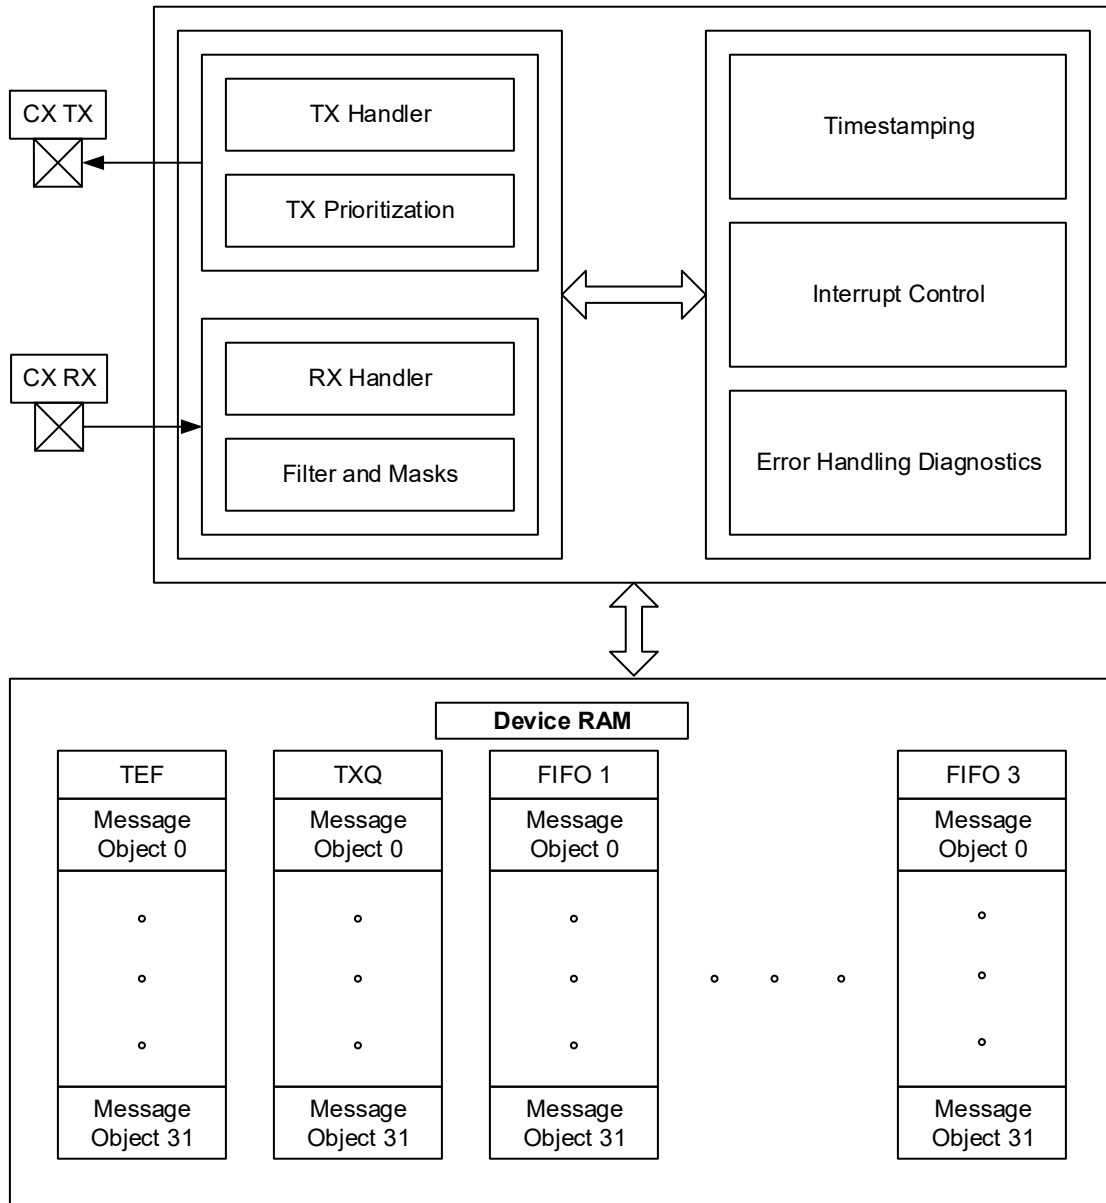 CX TX
TX Handler
TX Prioritization
CX RX
RX Handler
Filter and Masks
Timestamping
Interrupt Control
Error Handling Diagnostics
Device RAM
TEF
Message
Object 0
Message
Object 31
TXQ
Message
Object 0
Message
Object 31
FIFO 1
Message
Object 0
Message
Object 31
FIFO 3
Message
Object 0
Message
Object 31